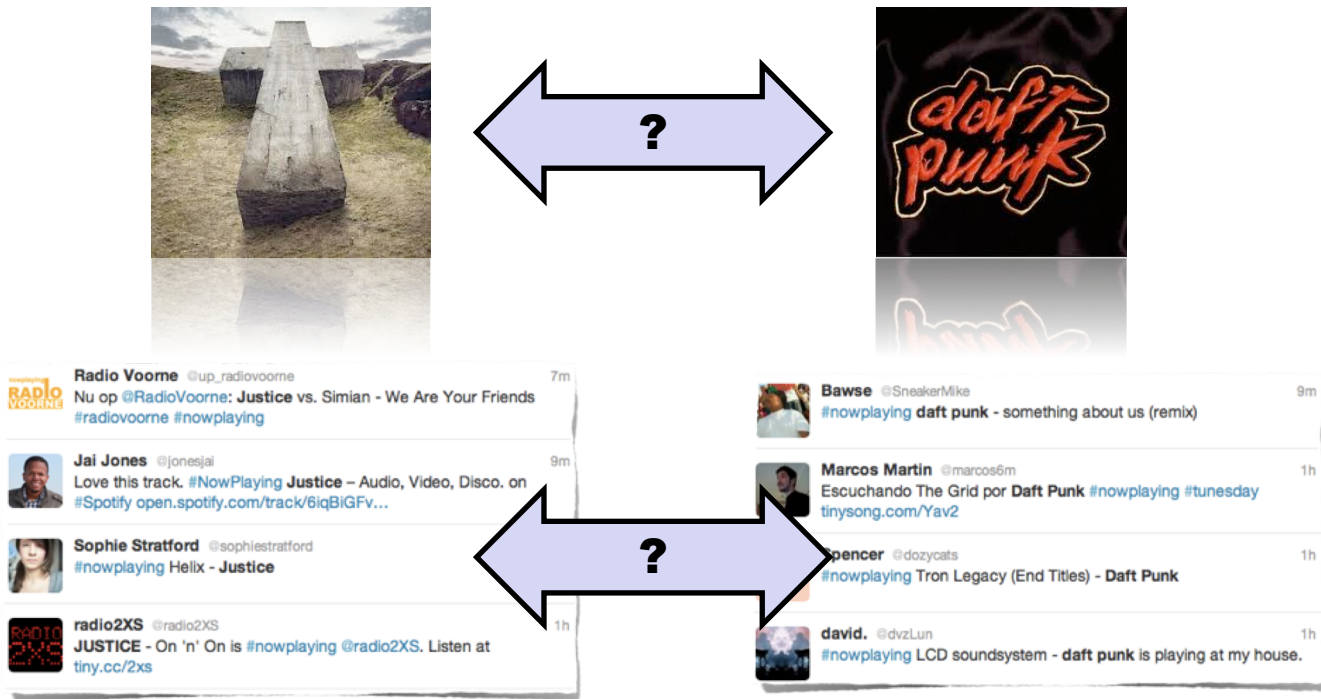 ?
daft
punk
Radio Voorne @up_radiovoorne 7m
Nu op @RadioVoorne: Justice vs. Simian - We Are Your Friends
#radiovoorne #nowplaying
nowplaying
RADIO
VOORNE
Jai Jones @jonesjai 9m
Love this track. #NowPlaying Justice – Audio, Video, Disco. on
#Spotify open.spotify.com/track/6iqBiGFv...
Sophie Stratford @sophiestratford
#nowplaying Helix - Justice
radio2XS @radio2XS 1h
JUSTICE - On 'n' On is #nowplaying @radio2XS. Listen at
tiny.cc/2xs
RADIO
2XS
?
Bawse @SneakerMike 9m
#nowplaying daft punk - something about us (remix)
Marcos Martin @marcos6m 1h
Escuchando The Grid por Daft Punk #nowplaying #tunesday
tinysong.com/Yav2
Spencer @dozycats 1h
#nowplaying Tron Legacy (End Titles) - Daft Punk
david. @dvzLun 1h
#nowplaying LCD soundsystem - daft punk is playing at my house.